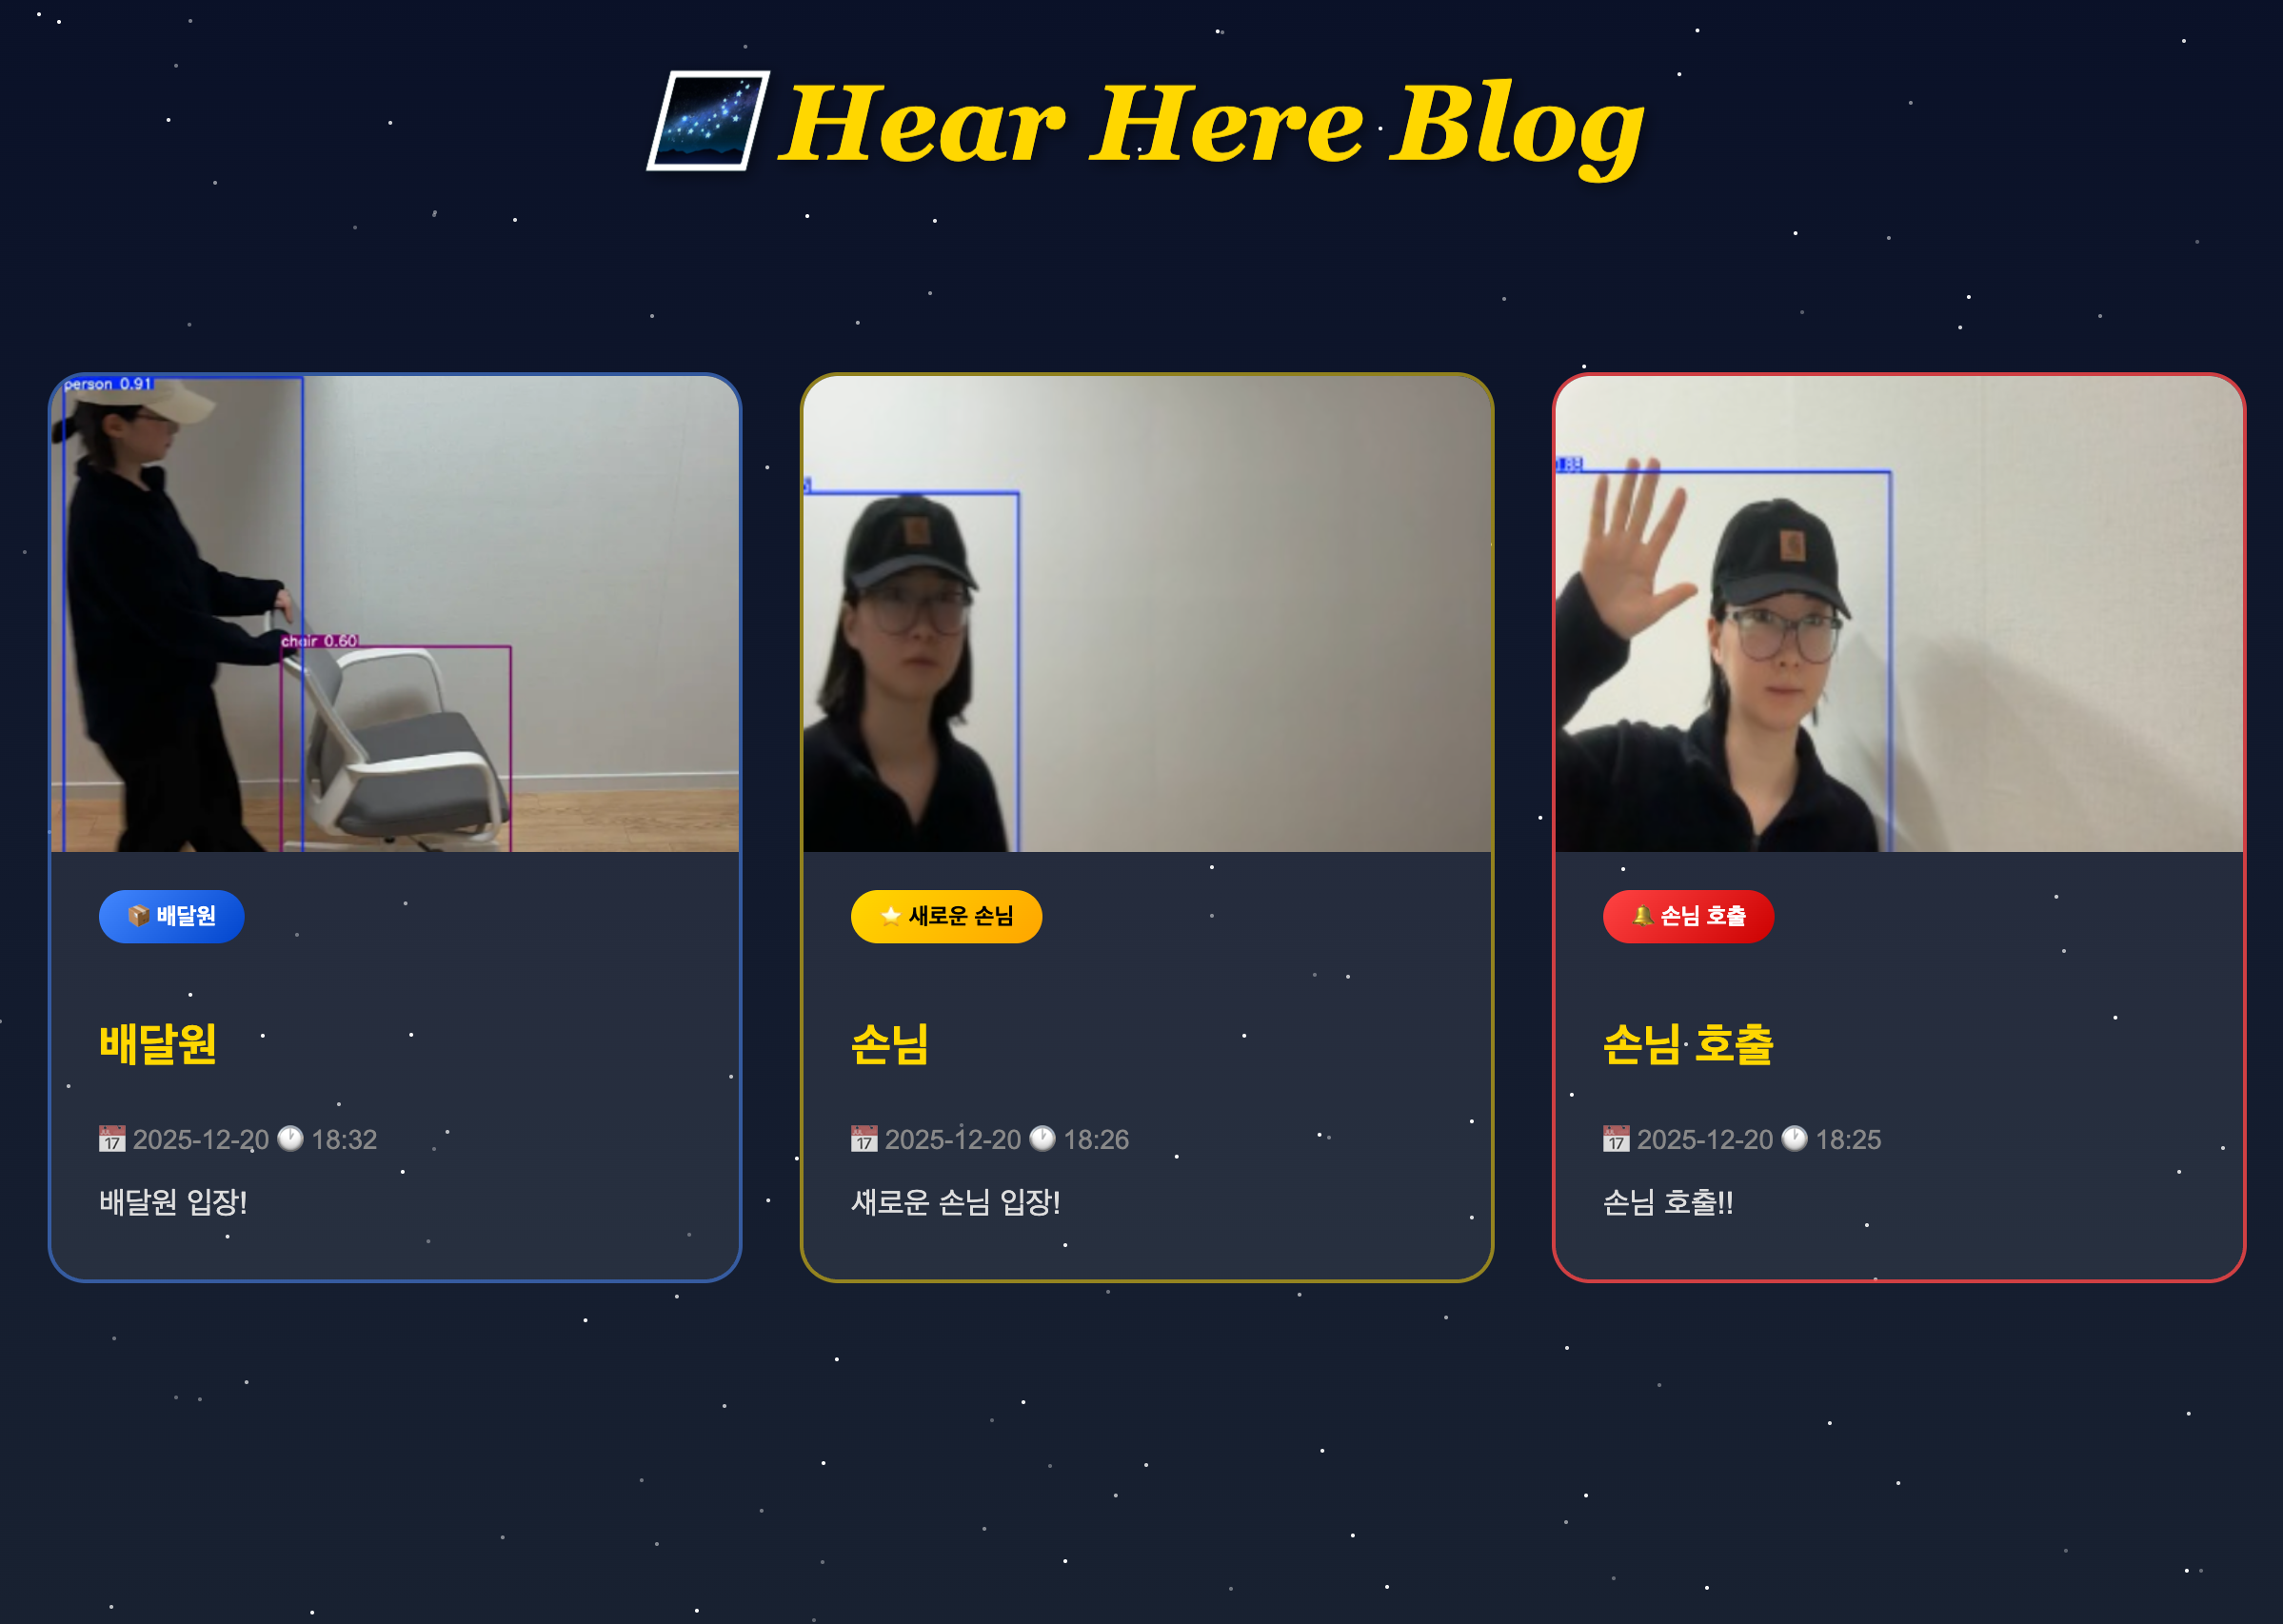 Hear Here Blog
person 0.91
chair 0.60
📦 배달원
배달원
📅 2025-12-20 🕐 18:32
배달원 입장!
⭐ 새로운 손님
손님
📅 2025-12-20 🕐 18:26
새로운 손님 입장!
🔔 손님 호출
손님 호출
📅 2025-12-20 🕐 18:25
손님 호출!!